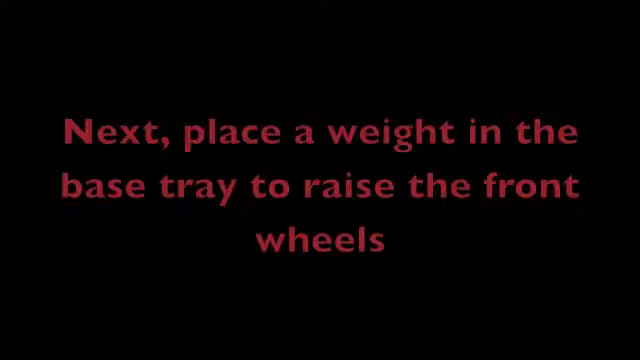 Next, place a weight in the
base tray to raise the front
wheels